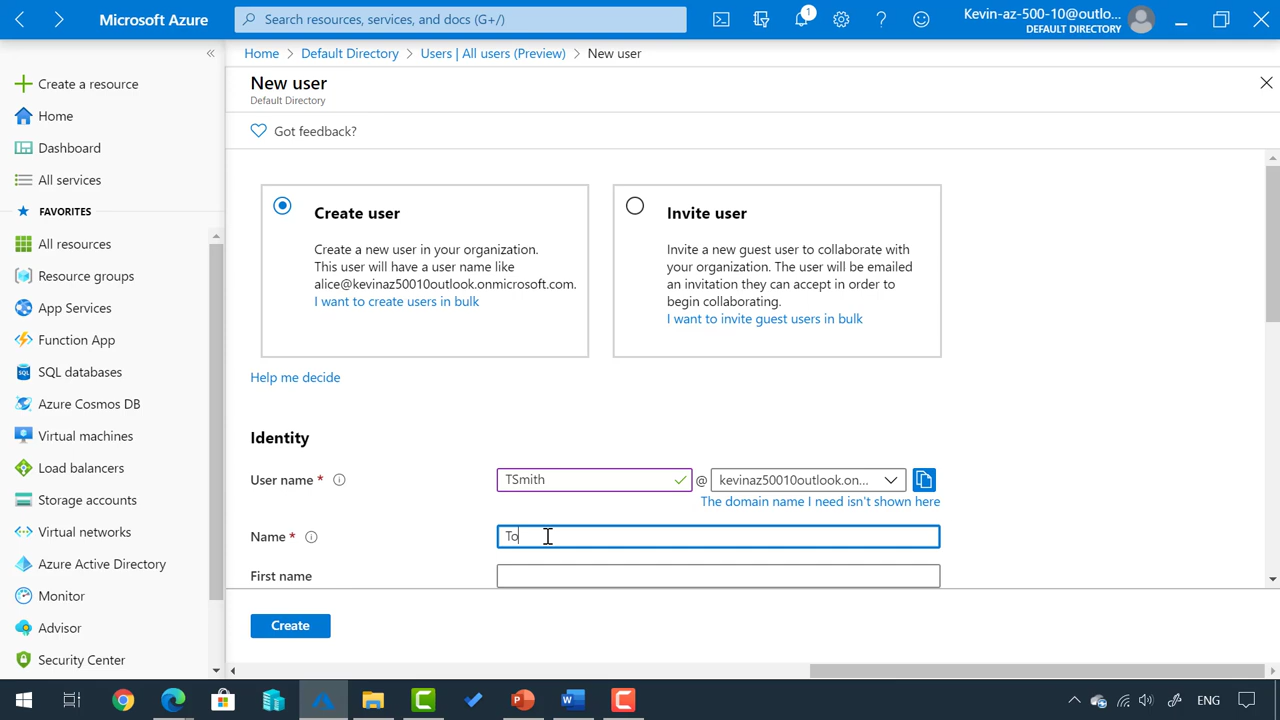 Microsoft Azure
Search resources, services, and docs (G+/)
1
Kevin-az-500-10@outlo...
DEFAULT DIRECTORY
Home > Default Directory > Users | All users (Preview) > New user
Create a resource
Home
Dashboard
All services
FAVORITES
All resources
Resource groups
App Services
Function App
SQL databases
Azure Cosmos DB
Virtual machines
Load balancers
Storage accounts
Virtual networks
Azure Active Directory
Monitor
Advisor
Security Center
New user
Default Directory
Got feedback?
Create user
Create a new user in your organization.
This user will have a user name like
alice@kevinaz50010outlook.onmicrosoft.com.
I want to create users in bulk
Invite user
Invite a new guest user to collaborate with
your organization. The user will be emailed
an invitation they can accept in order to
begin collaborating.
I want to invite guest users in bulk
Help me decide
Identity
User name *
TSmith
@
kevinaz50010outlook.on...
The domain name I need isn't shown here
Name *
To
First name
Create
ENG